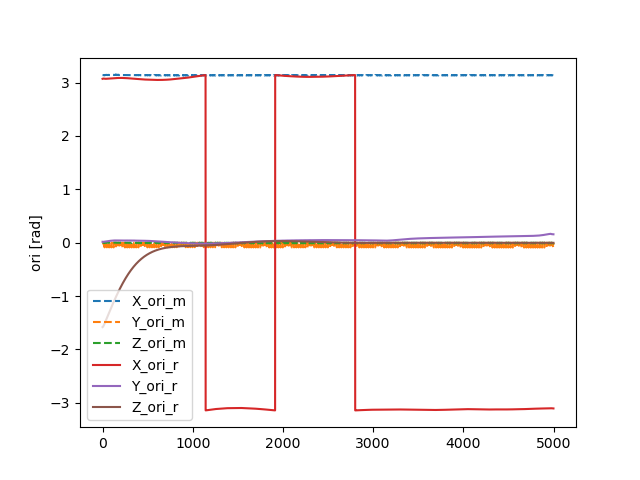 ori [rad]
3
2
1
0
−1
−2
−3
X_ori_m
Y_ori_m
Z_ori_m
X_ori_r
Y_ori_r
Z_ori_r
0 1000 2000 3000 4000 5000